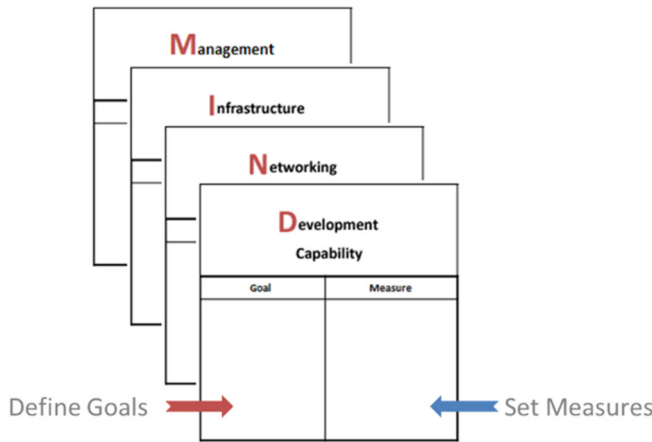 Management
Infrastructure
Networking
Development
Capability
Goal Measure
Define Goals Set Measures